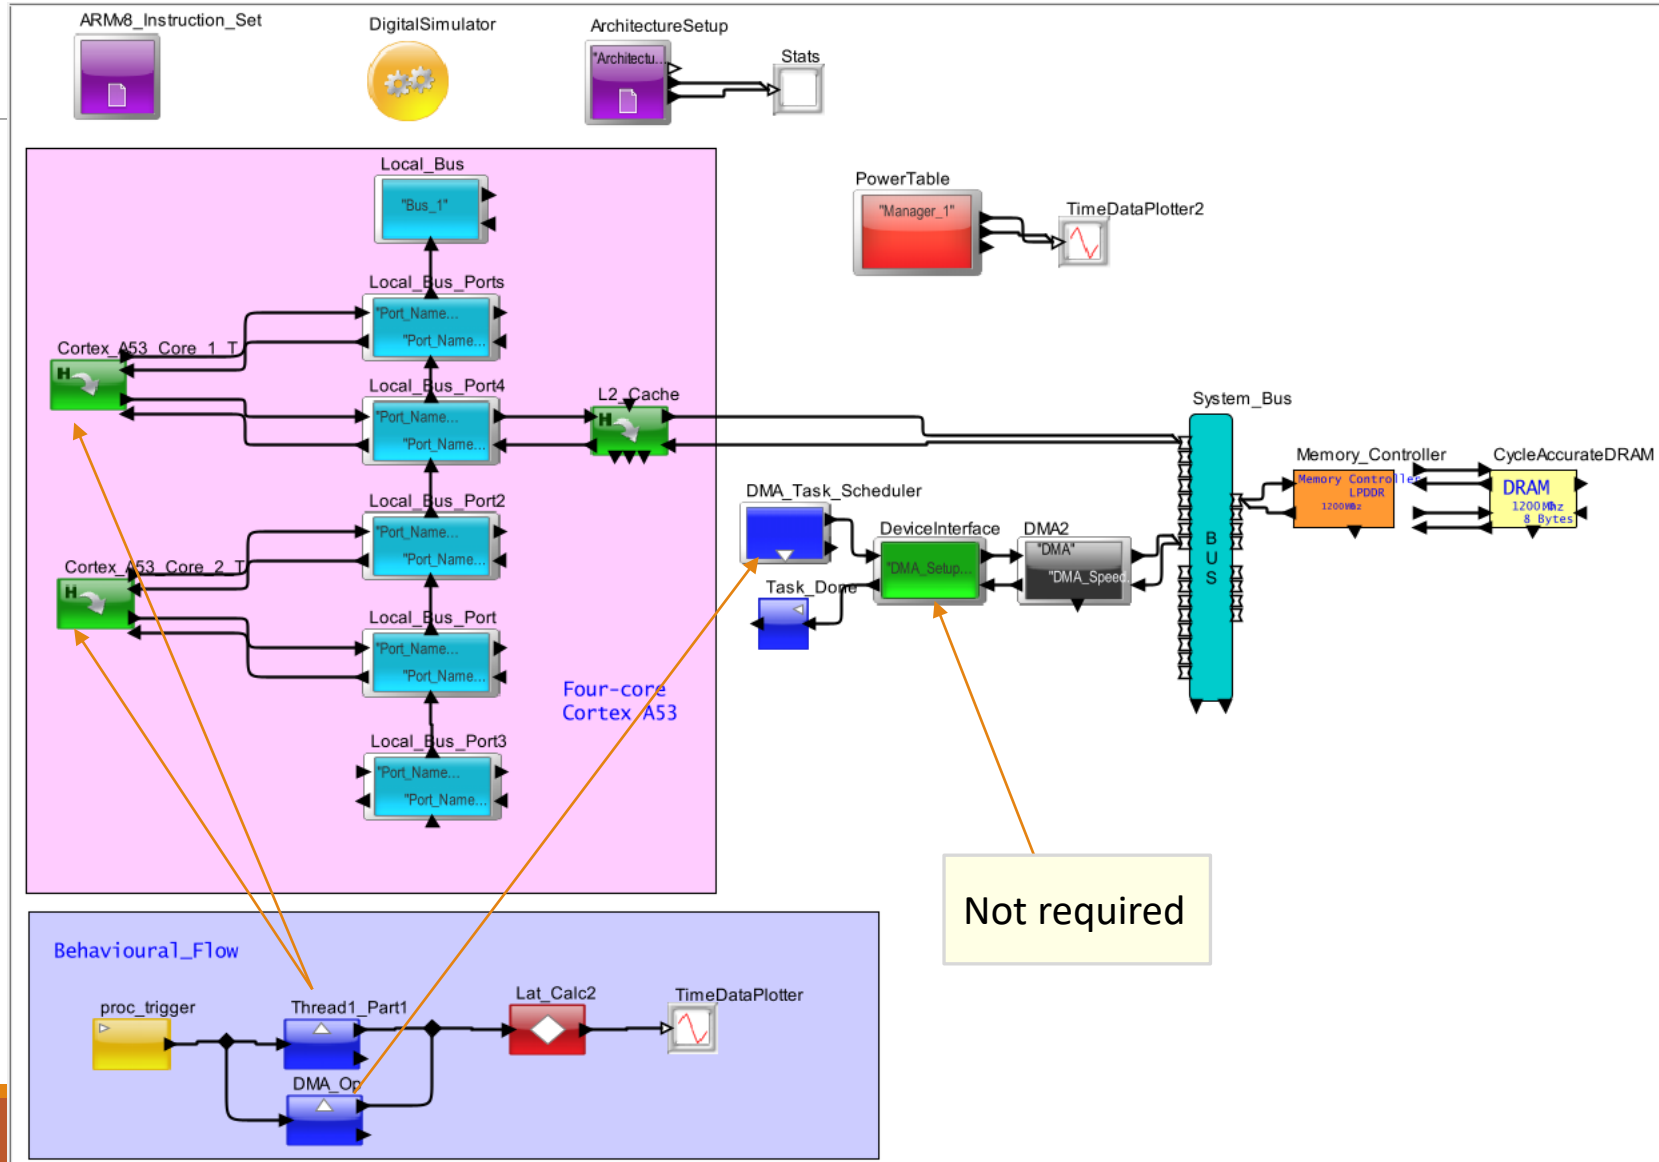 ARMv8_Instruction_Set
DigitalSimulator
ArchitectureSetup
"Architectu...
Stats
Local_Bus
"Bus_1"
PowerTable
"Manager_1"
TimeDataPlotter2
Local_Bus_Ports
"Port_Name...
"Port_Name...
Cortex_A53_Core_1_T
H
Local_Bus_Port4
"Port_Name...
"Port_Name...
L2_Cache
H
System_Bus
BUS
Memory_Controller
Memory Controller
LPDDR
1200Mhz
CycleAccurateDRAM
DRAM
1200Mhz
8 Bytes
DMA_Task_Scheduler
DeviceInterface
"DMA_Setup...
DMA2
"DMA"
"DMA_Speed...
Task_Done
Local_Bus_Port2
"Port_Name...
"Port_Name...
Cortex_A53_Core_2_T
H
Local_Bus_Port
"Port_Name...
"Port_Name...
Four-core
Cortex A53
Local_Bus_Port3
"Port_Name...
"Port_Name...
Not required
Behavioural_Flow
proc_trigger
Thread1_Part1
Lat_Calc2
TimeDataPlotter
DMA_Op